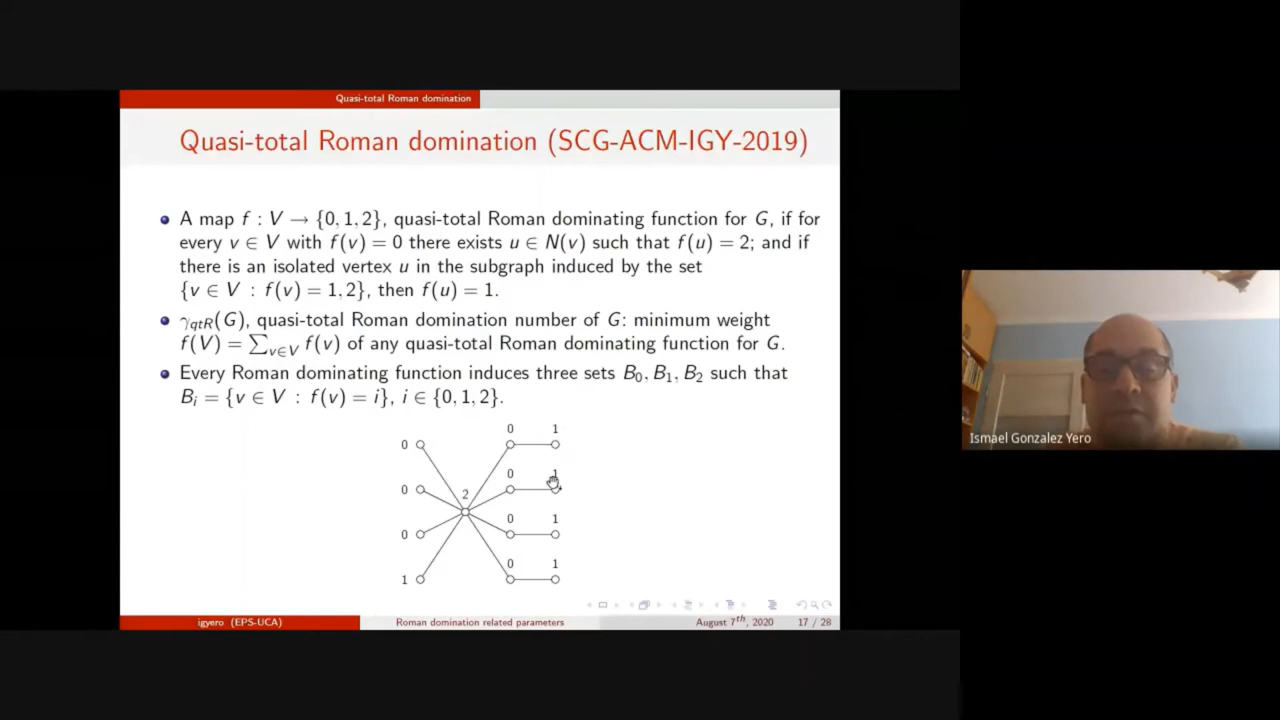 Quasi-total Roman domination
Quasi-total Roman domination (SCG-ACM-IGY-2019)
A map f : V → {0, 1, 2}, quasi-total Roman dominating function for G, if for
every v ∈ V with f(v) = 0 there exists u ∈ N(v) such that f(u) = 2; and if
there is an isolated vertex u in the subgraph induced by the set
{v ∈ V : f(v) = 1, 2}, then f(u) = 1.
γqtR(G), quasi-total Roman domination number of G: minimum weight
f(V) = ∑v∈V f(v) of any quasi-total Roman dominating function for G.
Every Roman dominating function induces three sets B0, B1, B2 such that
Bi = {v ∈ V : f(v) = i}, i ∈ {0, 1, 2}.
0 0 1
0 0 1
2
0 0 1
1 0 1
igyero (EPS-UCA) Roman domination related parameters August 7th, 2020 17 / 28
Ismael Gonzalez Yero